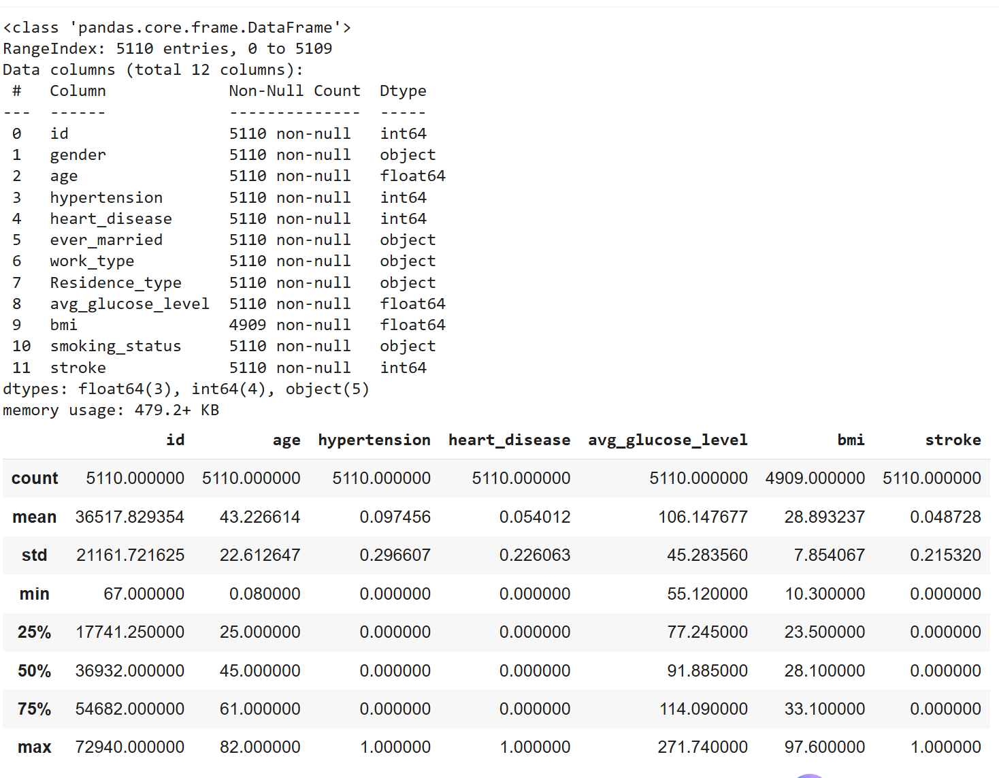 <class 'pandas.core.frame.DataFrame'>
RangeIndex: 5110 entries, 0 to 5109
Data columns (total 12 columns):
 #   Column             Non-Null Count  Dtype
---  ------             --------------  -----
 0   id                 5110 non-null   int64
 1   gender             5110 non-null   object
 2   age                5110 non-null   float64
 3   hypertension       5110 non-null   int64
 4   heart_disease      5110 non-null   int64
 5   ever_married       5110 non-null   object
 6   work_type          5110 non-null   object
 7   Residence_type     5110 non-null   object
 8   avg_glucose_level  5110 non-null   float64
 9   bmi                4909 non-null   float64
 10  smoking_status     5110 non-null   object
 11  stroke             5110 non-null   int64
dtypes: float64(3), int64(4), object(5)
memory usage: 479.2+ KB
id age hypertension heart_disease avg_glucose_level bmi stroke
count 5110.000000 5110.000000 5110.000000 5110.000000 5110.000000 4909.000000 5110.000000
mean 36517.829354 43.226614 0.097456 0.054012 106.147677 28.893237 0.048728
std 21161.721625 22.612647 0.296607 0.226063 45.283560 7.854067 0.215320
min 67.000000 0.080000 0.000000 0.000000 55.120000 10.300000 0.000000
25% 17741.250000 25.000000 0.000000 0.000000 77.245000 23.500000 0.000000
50% 36932.000000 45.000000 0.000000 0.000000 91.885000 28.100000 0.000000
75% 54682.000000 61.000000 0.000000 0.000000 114.090000 33.100000 0.000000
max 72940.000000 82.000000 1.000000 1.000000 271.740000 97.600000 1.000000